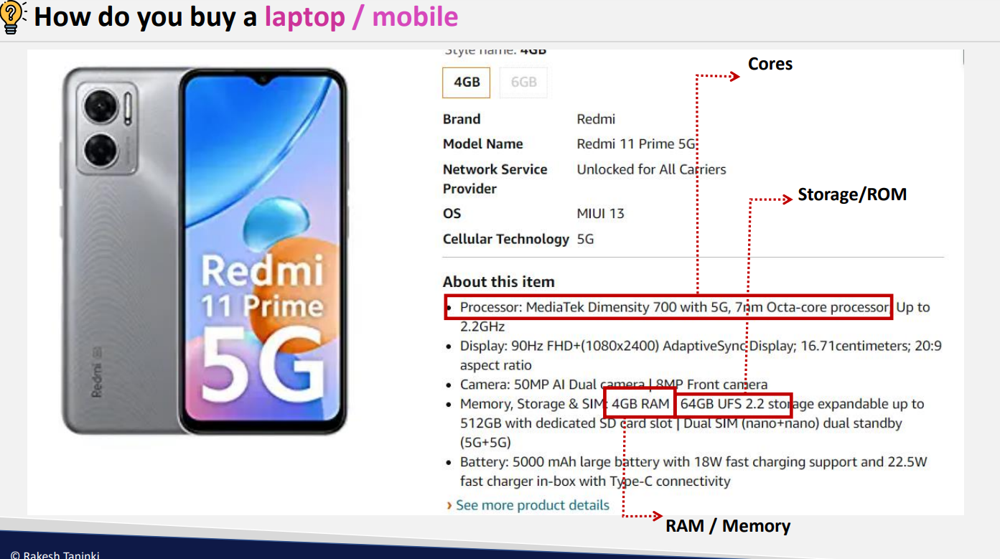 How do you buy a laptop / mobile
Style name: 4GB
4GB 6GB
Cores
Brand Redmi
Model Name Redmi 11 Prime 5G
Network Service Unlocked for All Carriers
Provider
Storage/ROM
OS MIUI 13
Cellular Technology 5G
Redmi
11 Prime
5G
Redmi 5G
About this item
• Processor: MediaTek Dimensity 700 with 5G, 7nm Octa-core processor, Up to
2.2GHz
• Display: 90Hz FHD+(1080x2400) AdaptiveSync Display; 16.71centimeters; 20:9
aspect ratio
• Camera: 50MP AI Dual camera | 8MP Front camera
• Memory, Storage & SIM: 4GB RAM | 64GB UFS 2.2 storage expandable up to
512GB with dedicated SD card slot | Dual SIM (nano+nano) dual standby
(5G+5G)
• Battery: 5000 mAh large battery with 18W fast charging support and 22.5W
fast charger in-box with Type-C connectivity
› See more product details
RAM / Memory
© Rakesh Taninki